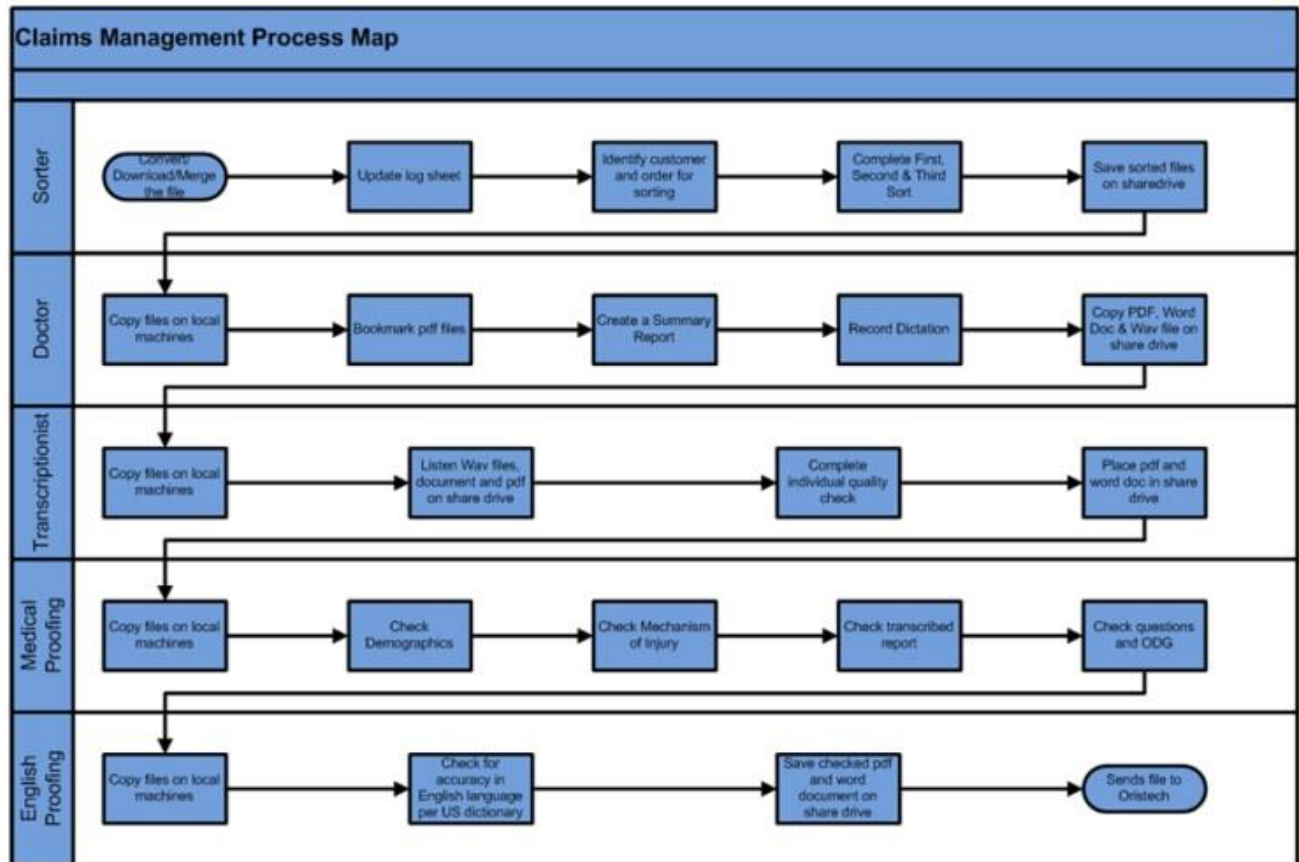 Claims Management Process Map
Sorter
Convert/
Download/Merge
the file
Update log sheet
Identify customer
and order for
sorting
Complete First,
Second & Third
Sort
Save sorted files
on sharedrive
Doctor
Copy files on local
machines
Bookmark pdf files
Create a Summary
Report
Record Dictation
Copy PDF, Word
Doc & Wav file on
share drive
Transcriptionist
Copy files on local
machines
Listen Wav files,
document and pdf
on share drive
Complete
individual quality
check
Place pdf and
word doc in share
drive
Medical
Proofing
Copy files on local
machines
Check
Demographics
Check Mechanism
of Injury
Check transcribed
report
Check questions
and ODG
English
Proofing
Copy files on local
machines
Check for
accuracy in
English language
per US dictionary
Save checked pdf
and word
document on
share drive
Sends file to
Oristech